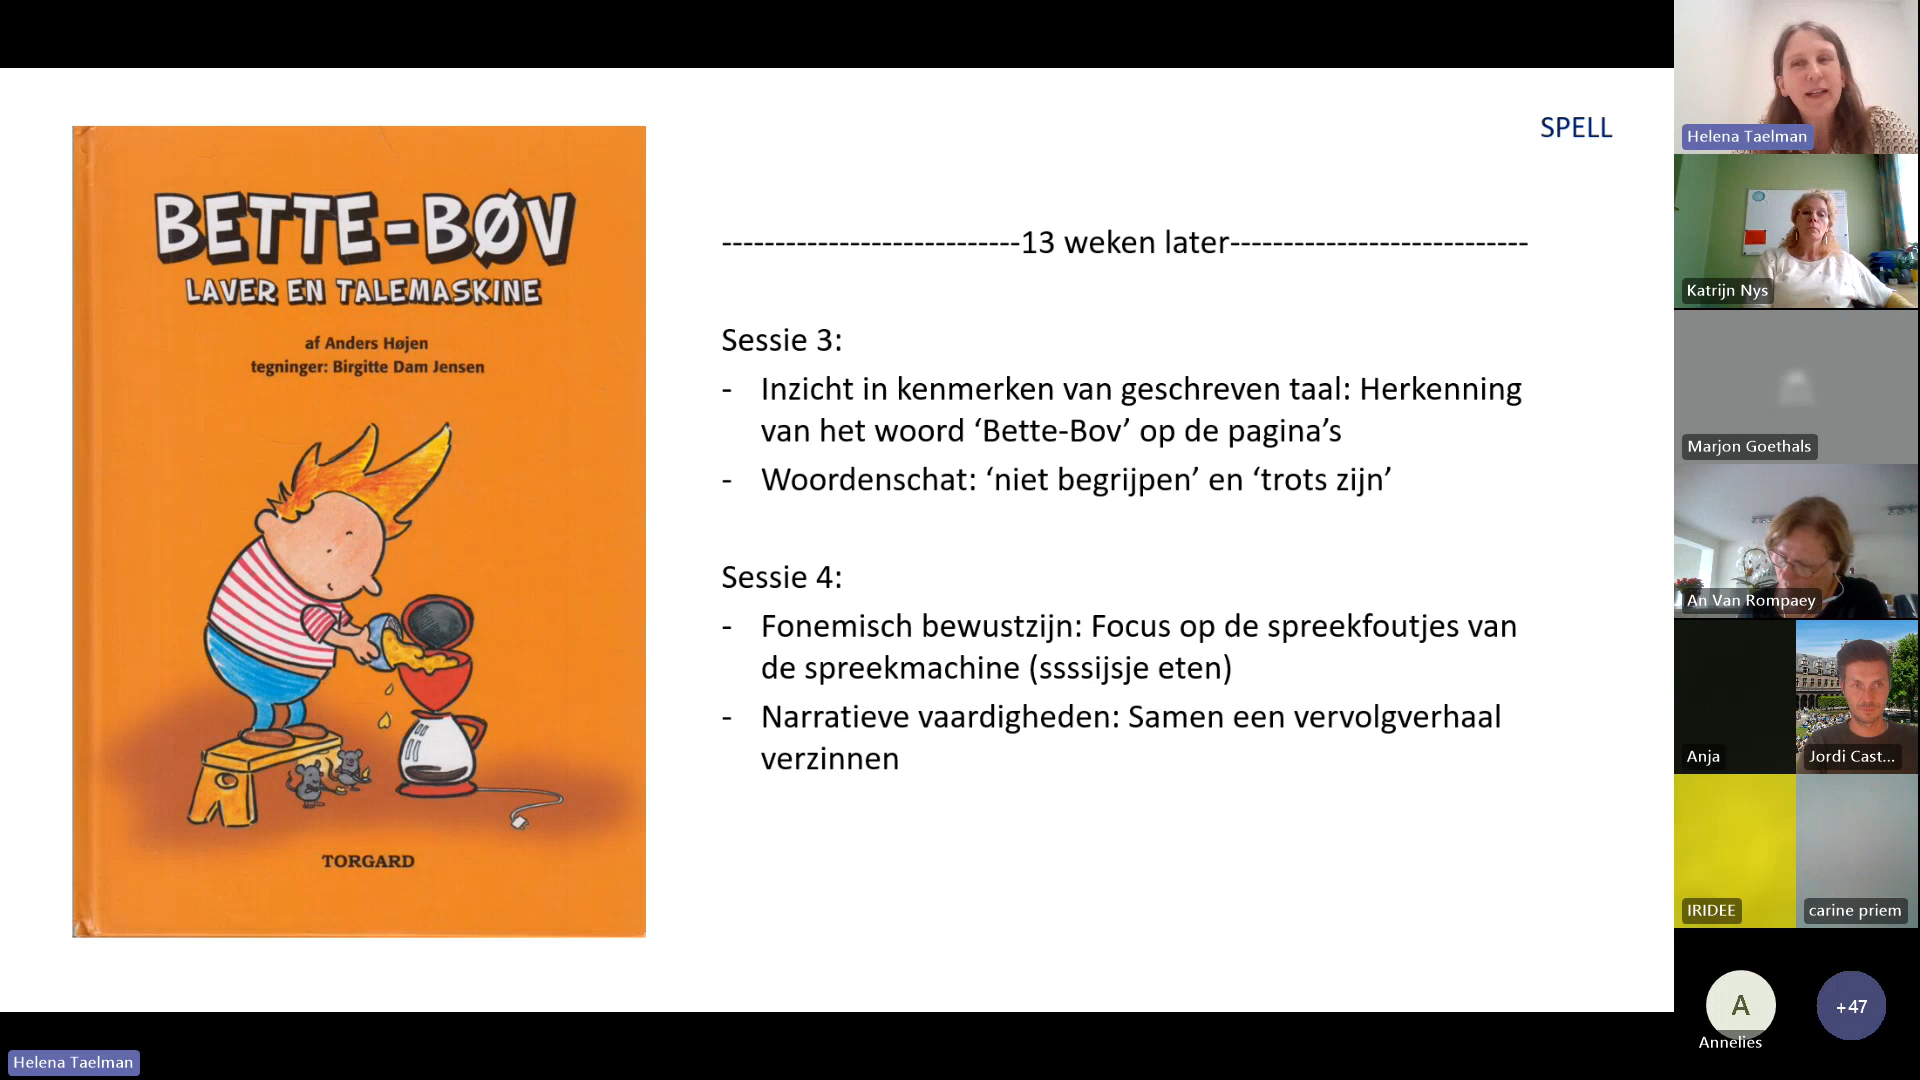 SPELL
BETTE-BØV
LAVER EN TALEMASKINE
af Anders Højen
tegninger: Birgitte Dam Jensen
TORGARD
----------------------------13 weken later----------------------------
Sessie 3:
- Inzicht in kenmerken van geschreven taal: Herkenning
van het woord ‘Bette-Bov’ op de pagina’s
- Woordenschat: ‘niet begrijpen’ en ‘trots zijn’
Sessie 4:
- Fonemisch bewustzijn: Focus op de spreekfoutjes van
de spreekmachine (ssssijsje eten)
- Narratieve vaardigheden: Samen een vervolgverhaal
verzinnen
Helena Taelman
Katrijn Nys
Marjon Goethals
An Van Rompaey
Anja
Jordi Cast...
IRIDEE
carine priem
A
Annelies
+47
Helena Taelman